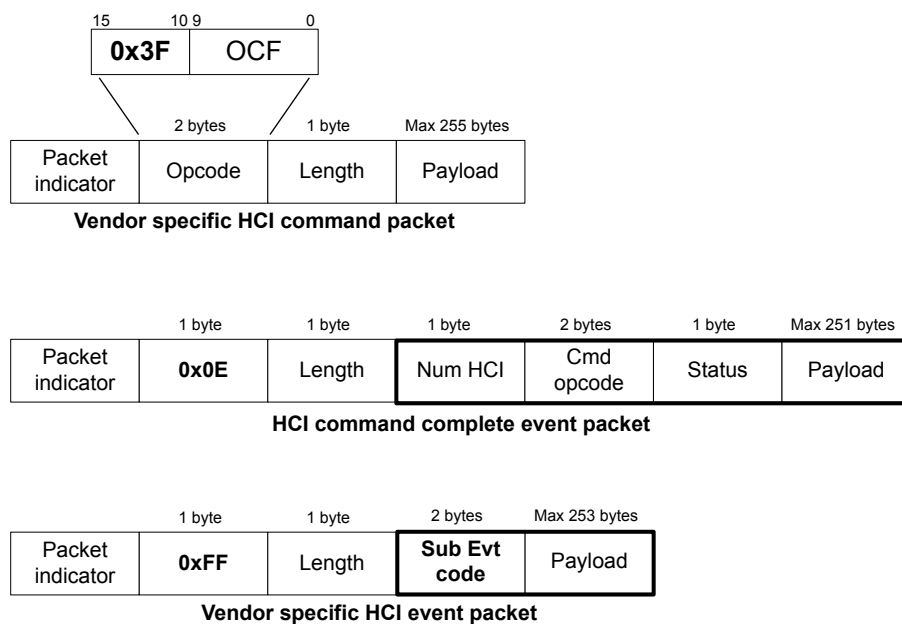 15 10 9 0
0x3F OCF
2 bytes 1 byte Max 255 bytes
Packet indicator Opcode Length Payload
Vendor specific HCI command packet
1 byte 1 byte 1 byte 2 bytes 1 byte Max 251 bytes
Packet indicator 0x0E Length Num HCI Cmd opcode Status Payload
HCI command complete event packet
1 byte 1 byte 2 bytes Max 253 bytes
Packet indicator 0xFF Length Sub Evt code Payload
Vendor specific HCI event packet